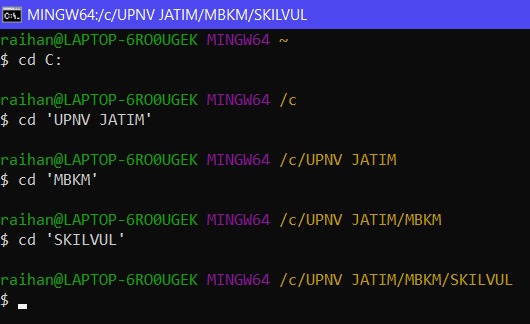 MINGW64:/c/UPNV JATIM/MBKM/SKILVUL
raihan@LAPTOP-6RO0UGEK MINGW64 ~
$ cd C:
raihan@LAPTOP-6RO0UGEK MINGW64 /c
$ cd 'UPNV JATIM'
raihan@LAPTOP-6RO0UGEK MINGW64 /c/UPNV JATIM
$ cd 'MBKM'
raihan@LAPTOP-6RO0UGEK MINGW64 /c/UPNV JATIM/MBKM
$ cd 'SKILVUL'
raihan@LAPTOP-6RO0UGEK MINGW64 /c/UPNV JATIM/MBKM/SKILVUL
$